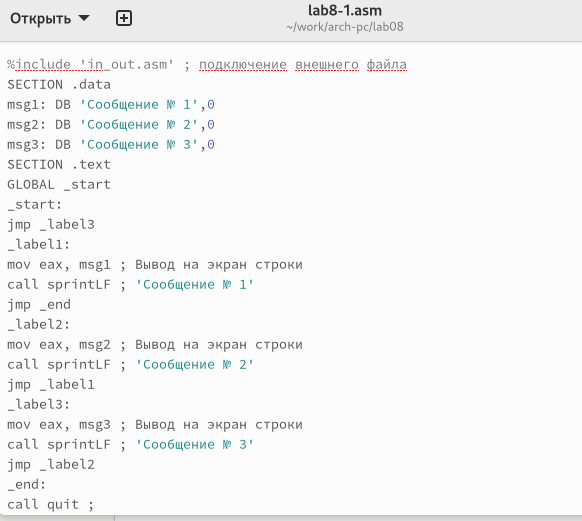 Открыть
lab8-1.asm
~/work/arch-pc/lab08
%include 'in_out.asm' ; подключение внешнего файла
SECTION .data
msg1: DB 'Сообщение № 1',0
msg2: DB 'Сообщение № 2',0
msg3: DB 'Сообщение № 3',0
SECTION .text
GLOBAL _start
_start:
jmp _label3
_label1:
mov eax, msg1 ; Вывод на экран строки
call sprintLF ; 'Сообщение № 1'
jmp _end
_label2:
mov eax, msg2 ; Вывод на экран строки
call sprintLF ; 'Сообщение № 2'
jmp _label1
_label3:
mov eax, msg3 ; Вывод на экран строки
call sprintLF ; 'Сообщение № 3'
jmp _label2
_end:
call quit ;